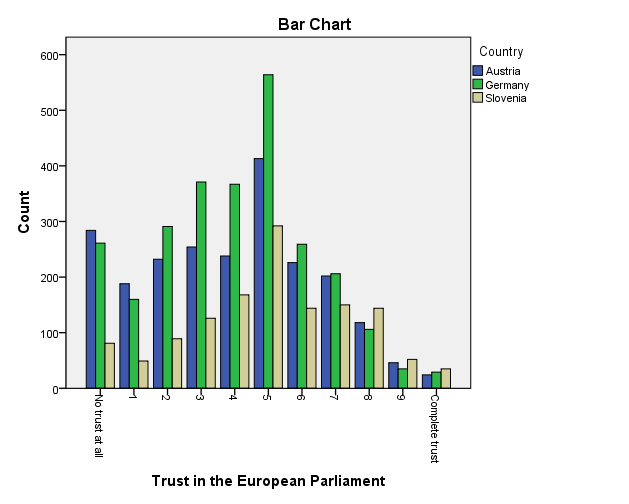 Bar Chart
Country
Austria
Germany
Slovenia
Count
600
500
400
300
200
100
0
No trust at all
1
2
3
4
5
6
7
8
9
Complete trust
Trust in the European Parliament